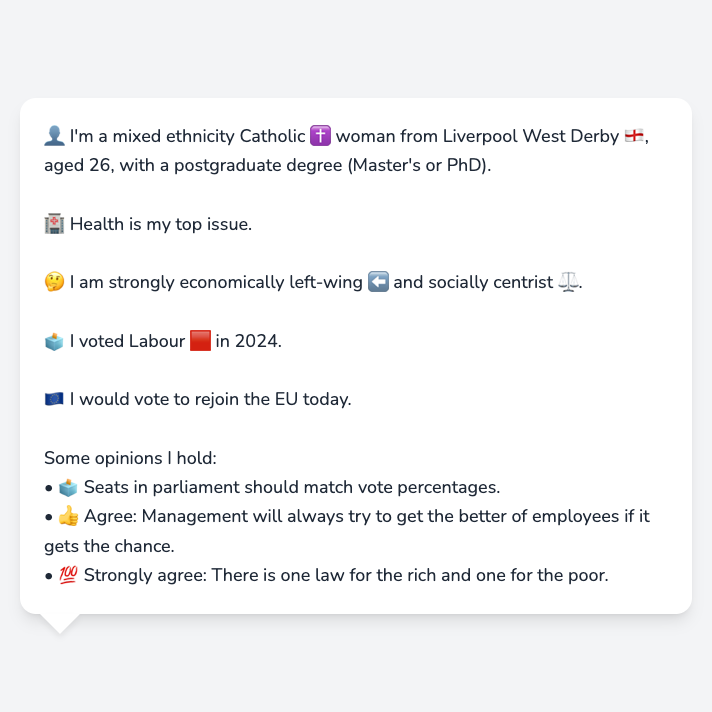 👤 I'm a mixed ethnicity Catholic ✝️ woman from Liverpool West Derby 🏴󠁧󠁢󠁥󠁮󠁧󠁿,
aged 26, with a postgraduate degree (Master's or PhD).
🏥 Health is my top issue.
🤔 I am strongly economically left-wing ⬅️ and socially centrist ⚖️.
🗳️ I voted Labour 🟥 in 2024.
🇪🇺 I would vote to rejoin the EU today.
Some opinions I hold:
• 🗳️ Seats in parliament should match vote percentages.
• 👍 Agree: Management will always try to get the better of employees if it
gets the chance.
• 💯 Strongly agree: There is one law for the rich and one for the poor.